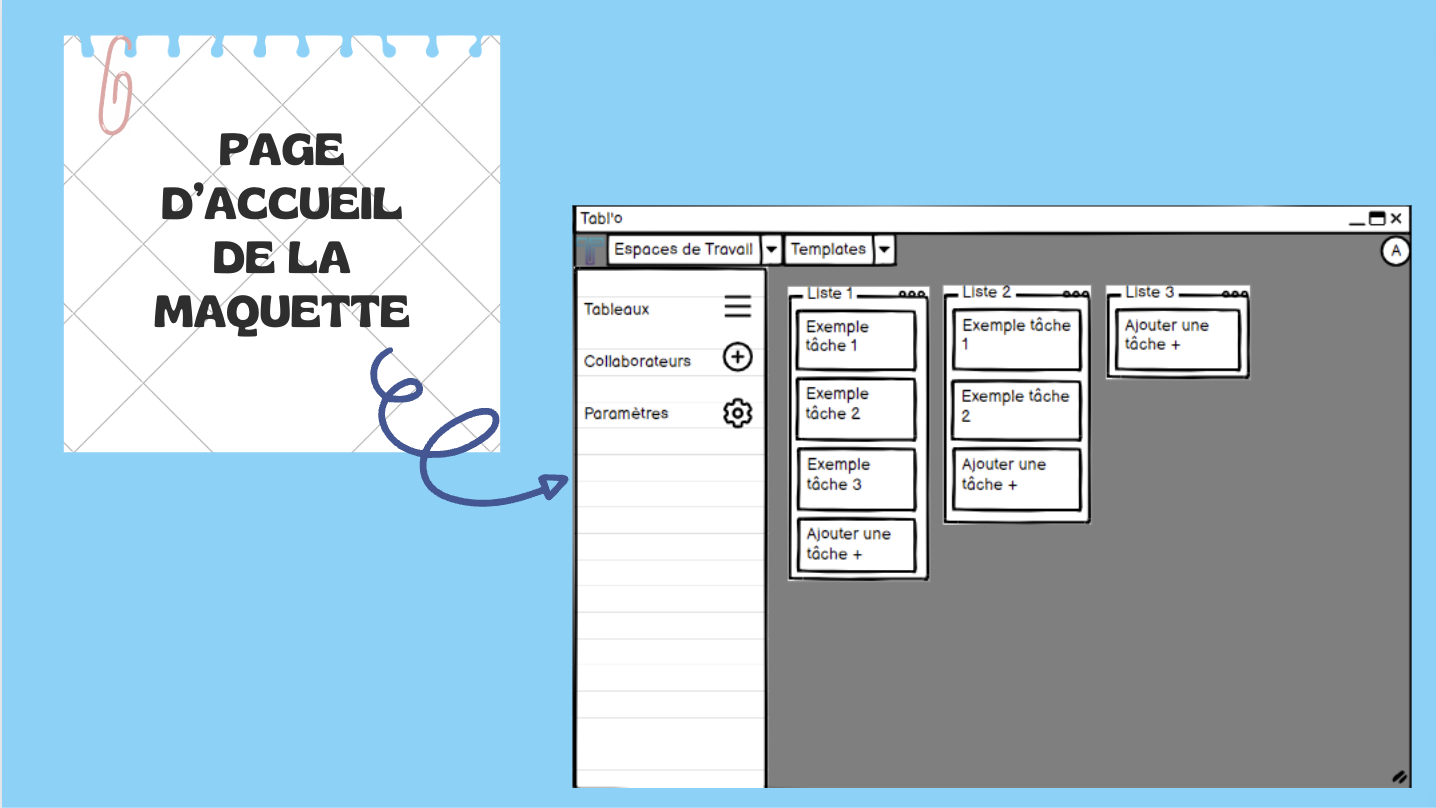 PAGE
D'ACCUEIL
DE LA
MAQUETTE
Tabl'o
T
Espaces de Travail
Templates
A
Tableaux
Collaborateurs
Paramètres
Liste 1
Exemple
tâche 1
Exemple
tâche 2
Exemple
tâche 3
Ajouter une
tâche +
Liste 2
Exemple tâche
1
Exemple tâche
2
Ajouter une
tâche +
Liste 3
Ajouter une
tâche +